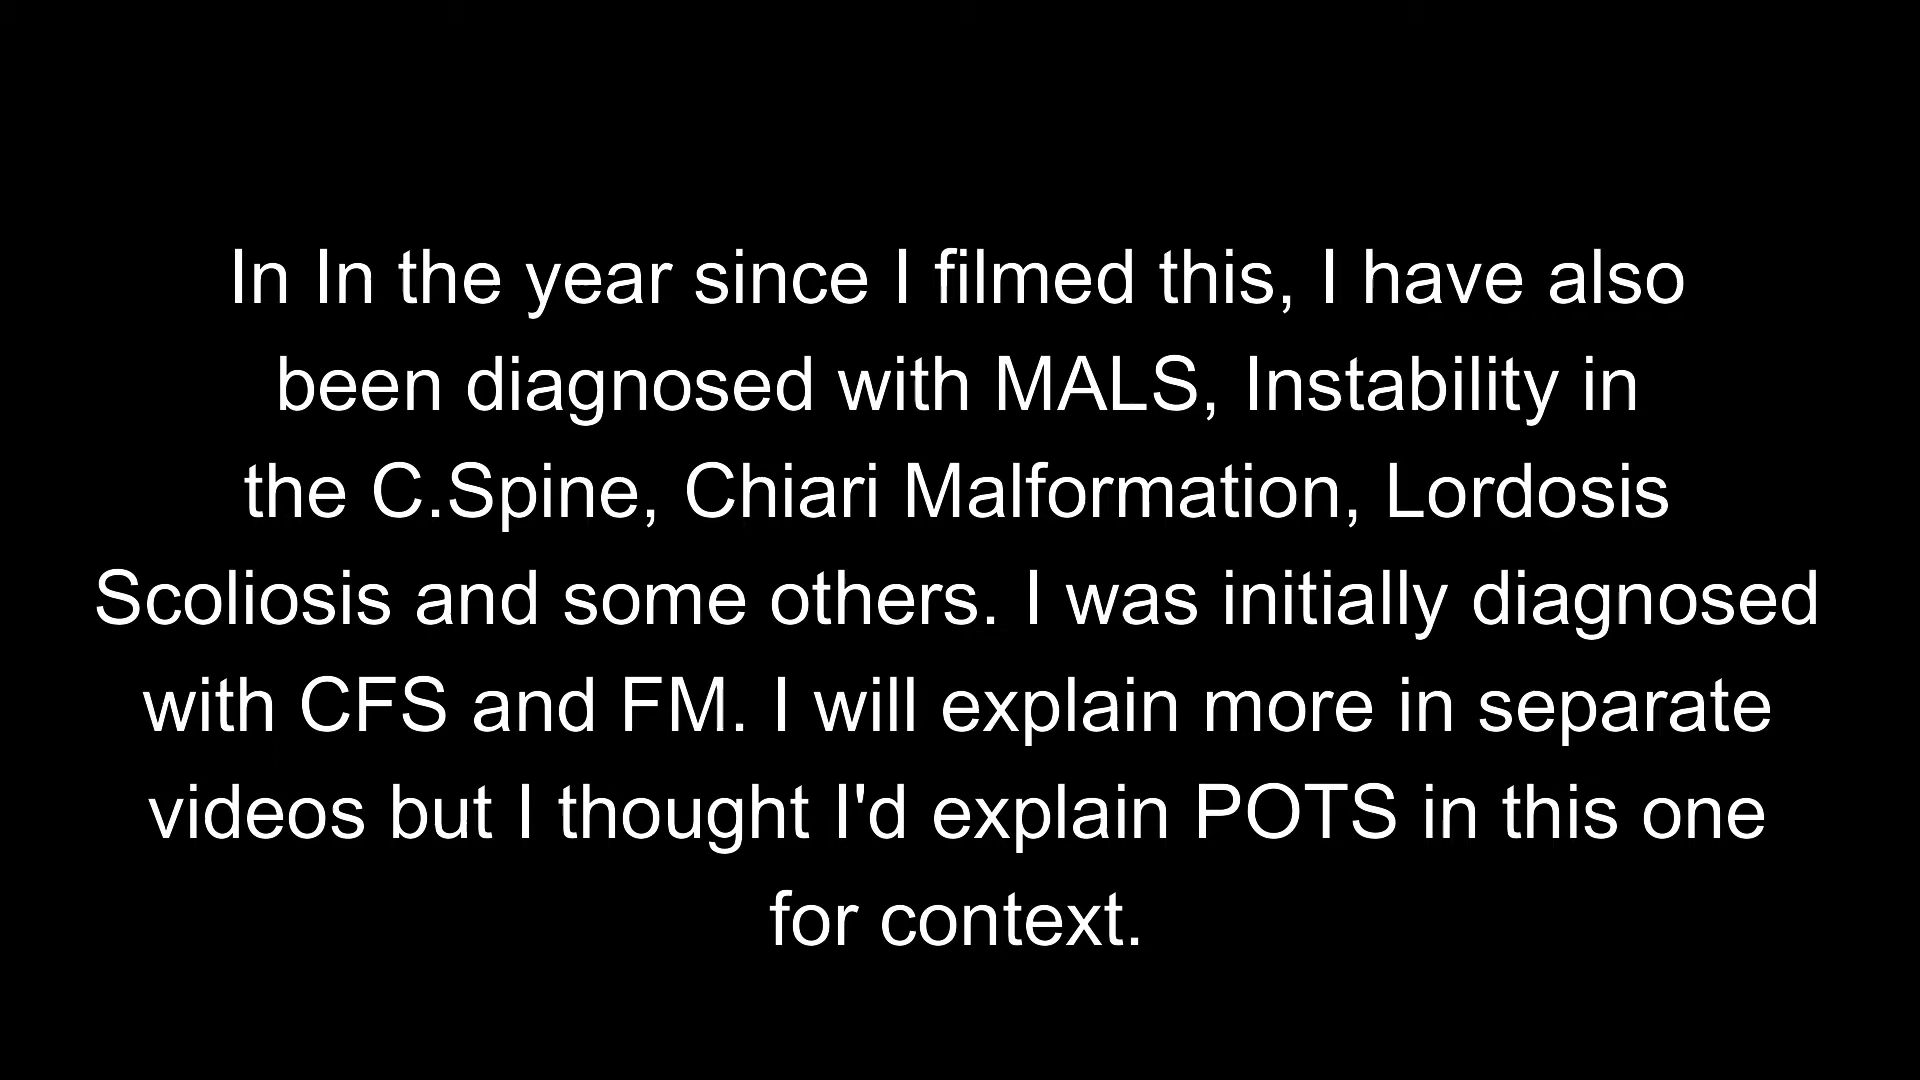 In In the year since I filmed this, I have also
been diagnosed with MALS, Instability in
the C.Spine, Chiari Malformation, Lordosis
Scoliosis and some others. I was initially diagnosed
with CFS and FM. I will explain more in separate
videos but I thought I'd explain POTS in this one
for context.